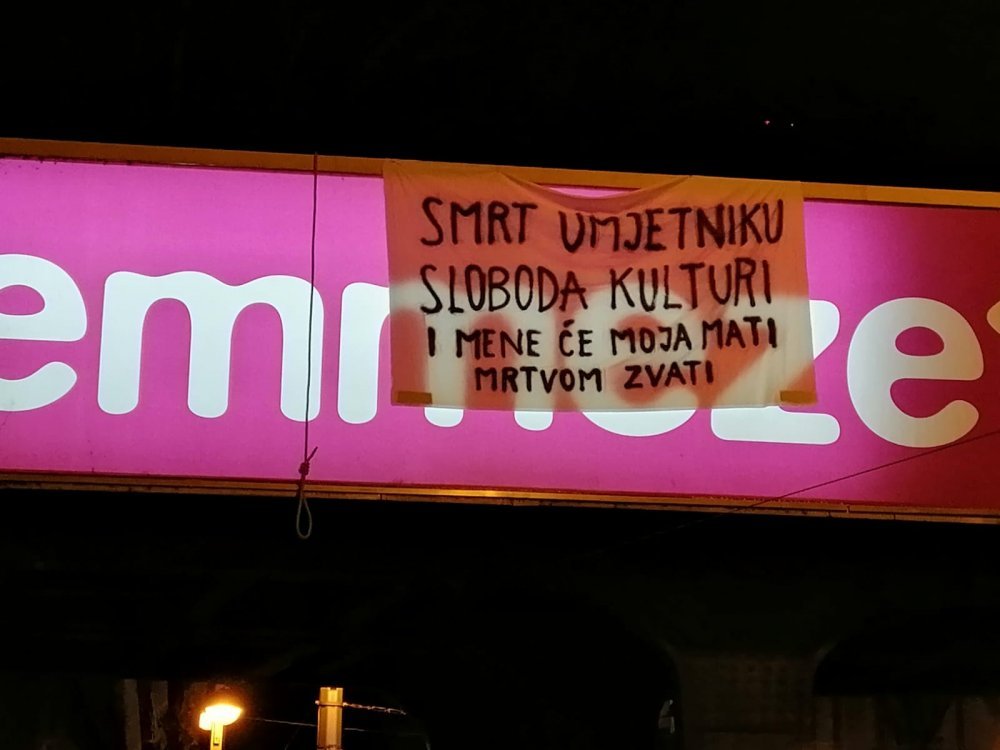 SMRT UMJETNIKU
SLOBODA KULTURI
I MENE ĆE MOJA MATI
MRTVOM ZVATI